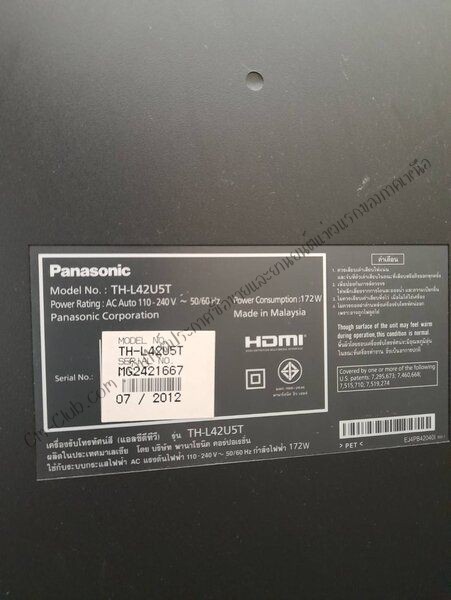 Panasonic
Model No. : TH-L42U5T
Power Rating : AC Auto 110 - 240 V ~ 50/60 Hz Power Consumption : 172 W
Panasonic Corporation Made in Malaysia
MODEL NO.
TH-L42U5T
SERIAL NO.
Serial No.: MG2421667
07 / 2012
HDMI
เครื่องรับโทรทัศน์สี (แอลซีดีทีวี) รุ่น TH-L42U5T
ผลิตในประเทศมาเลเซีย โดย บริษัท พานาโซนิค คอร์ปอเรชั่น
ใช้กับระบบกระแสไฟฟ้า AC แรงดันไฟฟ้า 110 - 240 V ~ 50/60 Hz กำลังไฟฟ้า 172W
คำเตือน
Though surface of the unit may feel warm
during operation, this condition is normal.
Covered by one or more of the followings
of U.S. Patents : 7,295,673; 7,460,668;
7,515,710; 7,519,274
> PET <